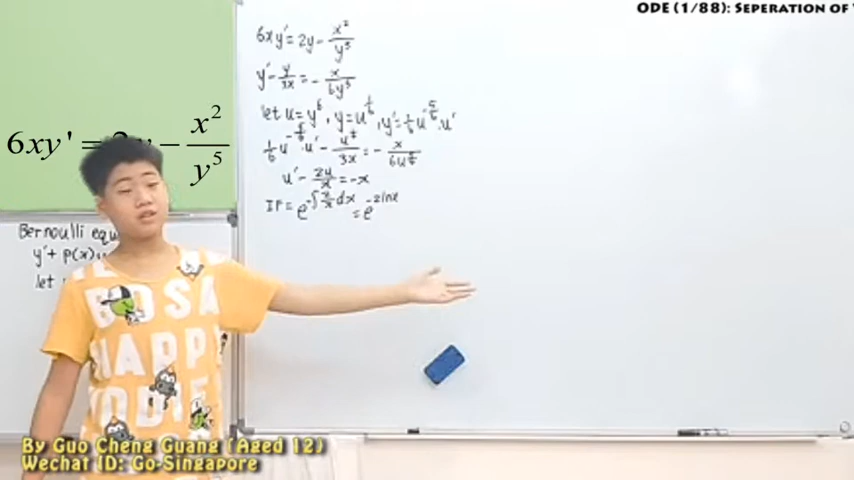 ODE (1/88): SEPERATION OF
6xy' = 2y - x²/y⁵
6xy' = 2y - x²/y⁵
y' - y/3x = - x/6y⁵
let u = y⁶, y = u^(1/6), y' = 1/6 u^(-5/6) · u'
1/6 u^(-5/6) · u' - u^(1/6)/3x = - x/6u^(5/6)
u' - 2u/x = -x
IF = e^(-∫2/x dx) = e^(-2lnx)
Bernoulli equ
y' + p(x)y
let
BOSA
HAPP
By Guo Cheng Guang (Aged 12)
Wechat ID: Go-Singapore